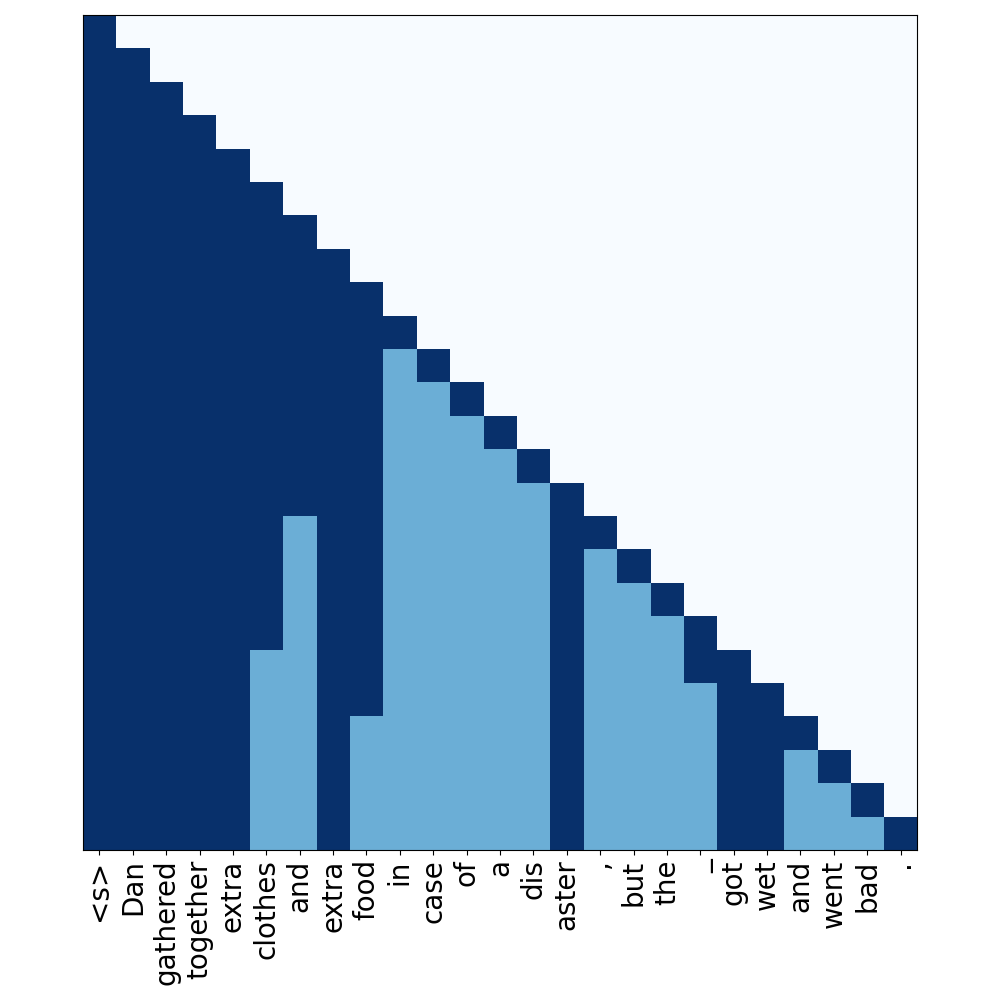 <s> Dan gathered together extra clothes and extra food in case of a dis aster , but the _ got wet and went bad .